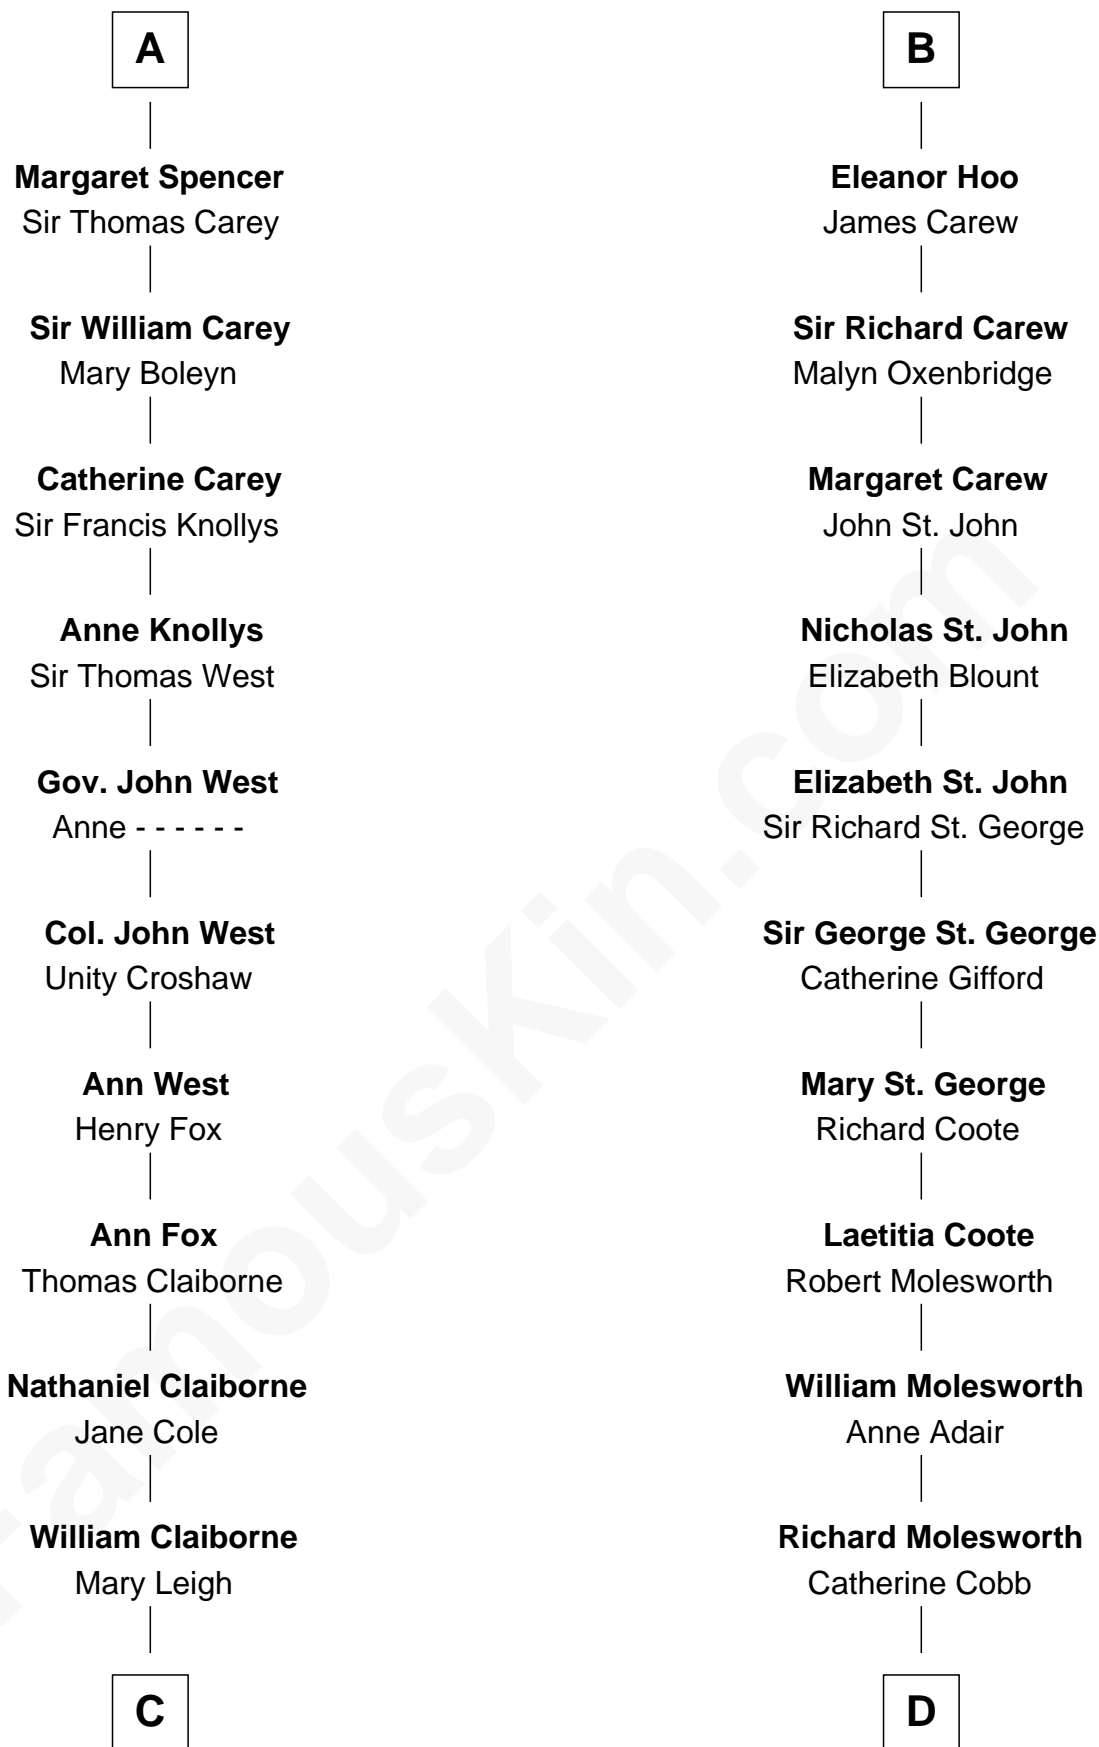 A
Margaret Spencer
Sir Thomas Carey
Sir William Carey
Mary Boleyn
Catherine Carey
Sir Francis Knollys
Anne Knollys
Sir Thomas West
Gov. John West
Anne - - - - - -
Col. John West
Unity Croshaw
Ann West
Henry Fox
Ann Fox
Thomas Claiborne
Nathaniel Claiborne
Jane Cole
William Claiborne
Mary Leigh
C
B
Eleanor Hoo
James Carew
Sir Richard Carew
Malyn Oxenbridge
Margaret Carew
John St. John
Nicholas St. John
Elizabeth Blount
Elizabeth St. John
Sir Richard St. George
Sir George St. George
Catherine Gifford
Mary St. George
Richard Coote
Laetitia Coote
Robert Molesworth
William Molesworth
Anne Adair
Richard Molesworth
Catherine Cobb
D
FamousKin.com